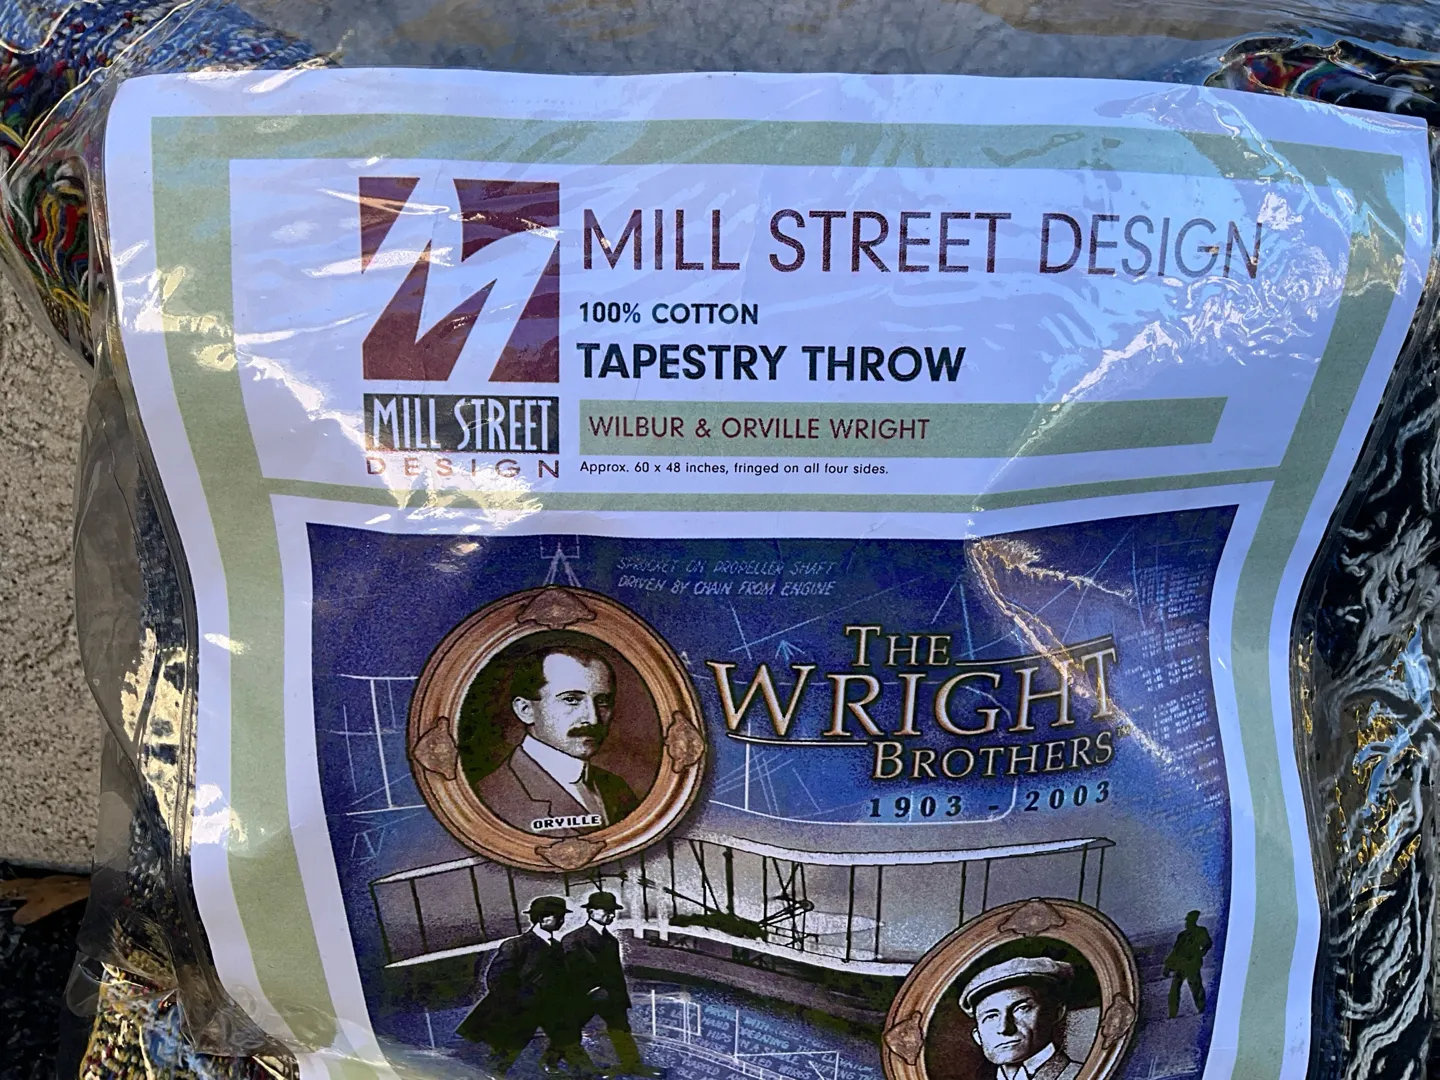 MILL STREET DESIGN
100% COTTON
TAPESTRY THROW
MILL STREET
DESIGN
WILBUR & ORVILLE WRIGHT
Approx. 60 x 48 inches, fringed on all four sides.
SPROCKET ON PROPELLER SHAFT
DRIVEN BY CHAIN FROM ENGINE
THE
WRIGHT
BROTHERS™
1903 - 2003
ORVILLE